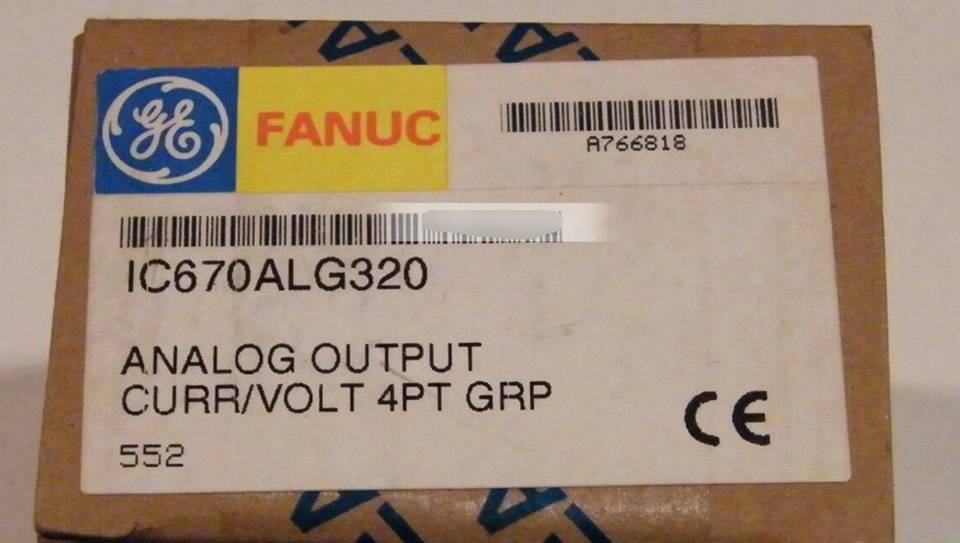 GE FANUC
A766818
IC670ALG320
ANALOG OUTPUT
CURR/VOLT 4PT GRP
552
CE